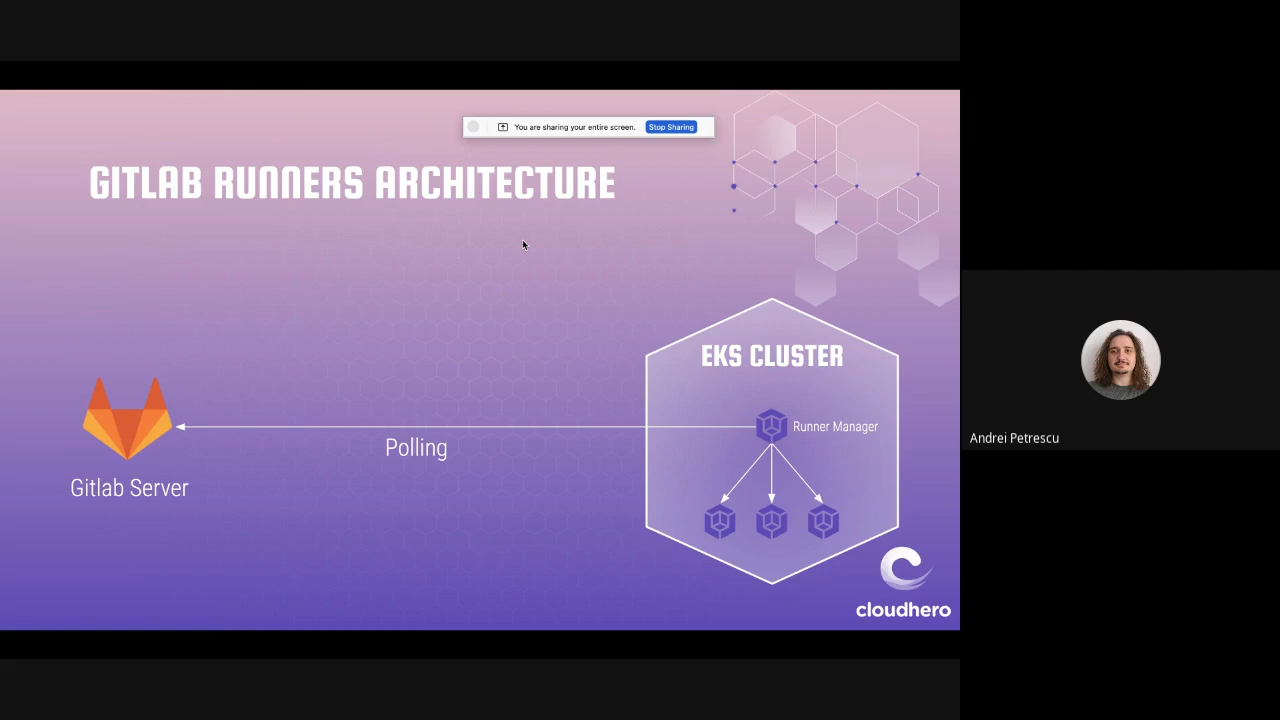 You are sharing your entire screen. Stop Sharing
GITLAB RUNNERS ARCHITECTURE
EKS CLUSTER
Runner Manager
Polling
Gitlab Server
cloudhero
Andrei Petrescu